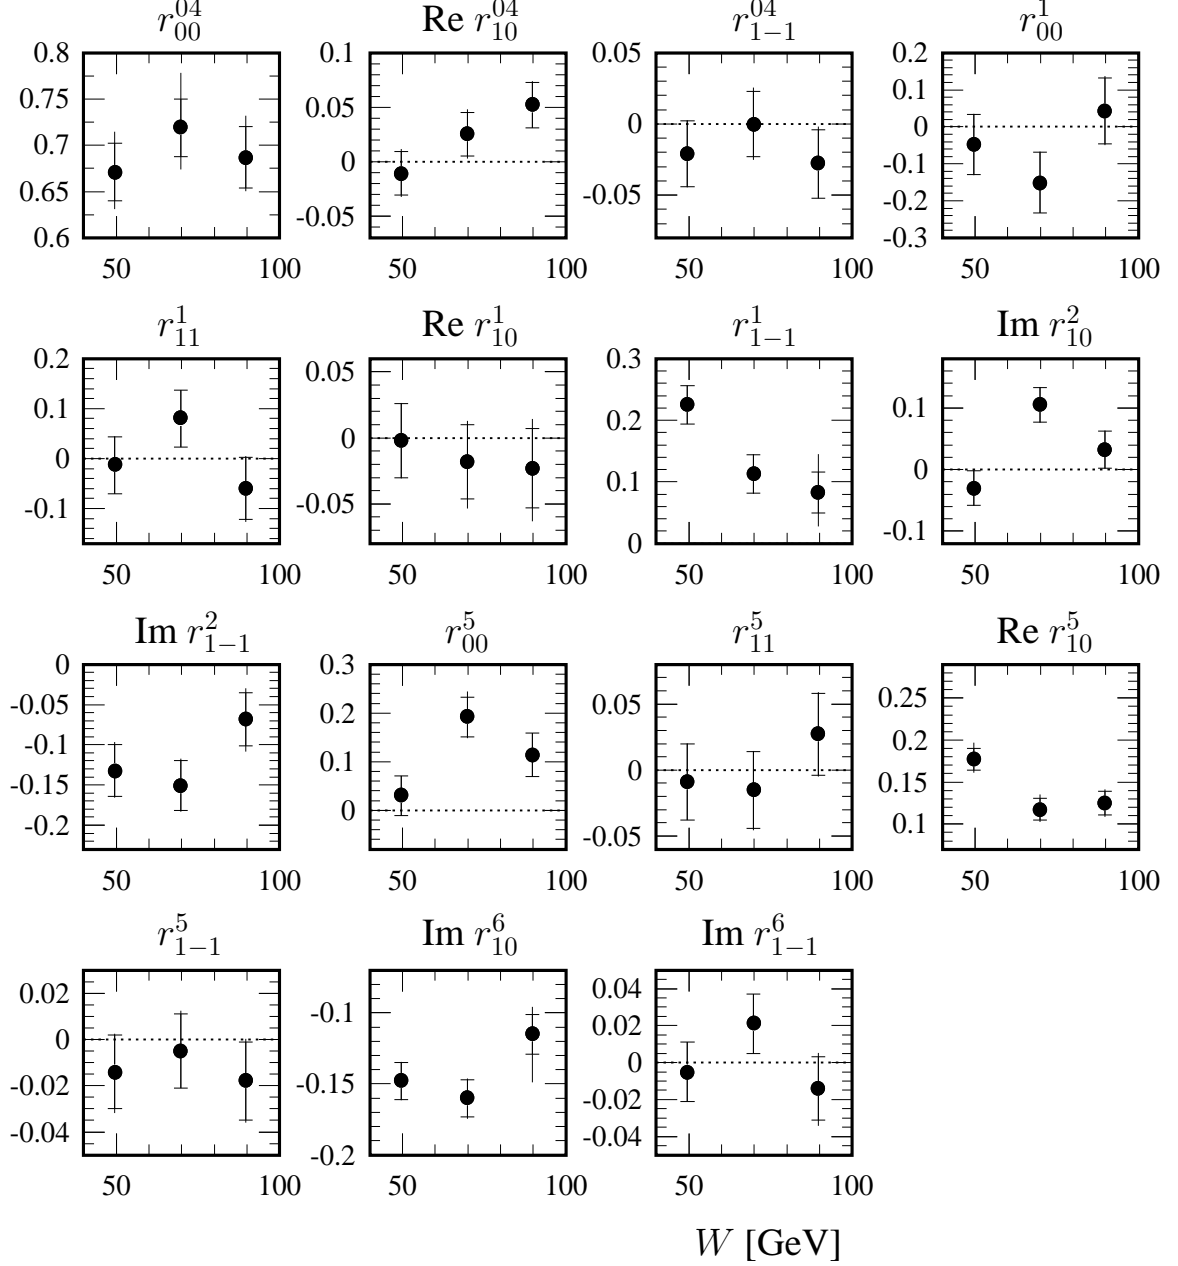 r^{04}_{00} Re r^{04}_{10} r^{04}_{1−1} r^{1}_{00}
0.8 0.1 0.05 0.2
0.75 0.05 0 0.1
0.7 0 -0.05 0
0.65 -0.05 -0.1
0.6 -0.2
-0.3
50 100 50 100 50 100 50 100
r^{1}_{11} Re r^{1}_{10} r^{1}_{1−1} Im r^{2}_{10}
0.2 0.05 0.3 0.1
0.1 0 0.2 0
0 -0.05 0.1 -0.1
-0.1 0
50 100 50 100 50 100 50 100
Im r^{2}_{1−1} r^{5}_{00} r^{5}_{11} Re r^{5}_{10}
0 0.3 0.05 0.25
-0.05 0.2 0 0.2
-0.1 0.1 -0.05 0.15
-0.15 0 0.1
-0.2
50 100 50 100 50 100 50 100
r^{5}_{1−1} Im r^{6}_{10} Im r^{6}_{1−1}
0.02 -0.1 0.04
0 -0.15 0.02
-0.02 -0.2 0
-0.04 -0.02
-0.04
50 100 50 100 50 100
W [GeV]